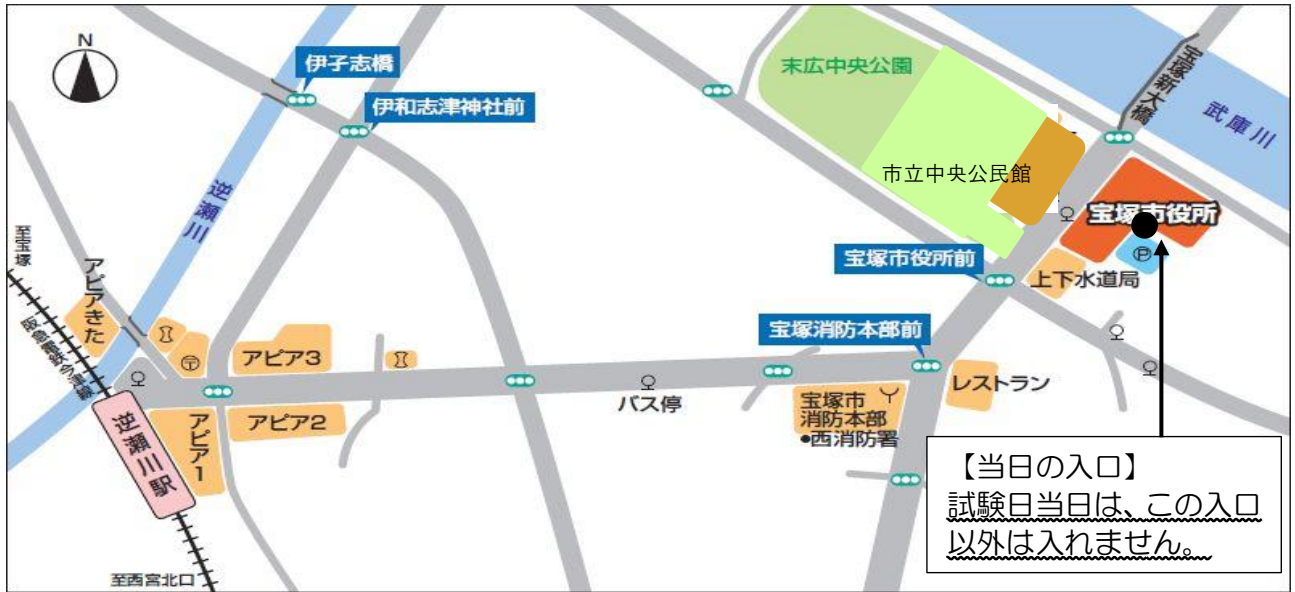 N
伊子志橋
伊和志津神社前
末広中央公園
宝塚新大橋
武庫川
市立中央公民館
逆瀬川
宝塚市役所
P
至宝塚
宝塚市役所前
上下水道局
アピアきた
阪急電鉄今津線
〒
アピア3
宝塚消防本部前
レストラン
バス停
宝塚市
消防本部
●西消防署
アピア2
アピア1
逆瀬川駅
至西宮北口
【当日の入口】
試験日当日は、この入口
以外は入れません。